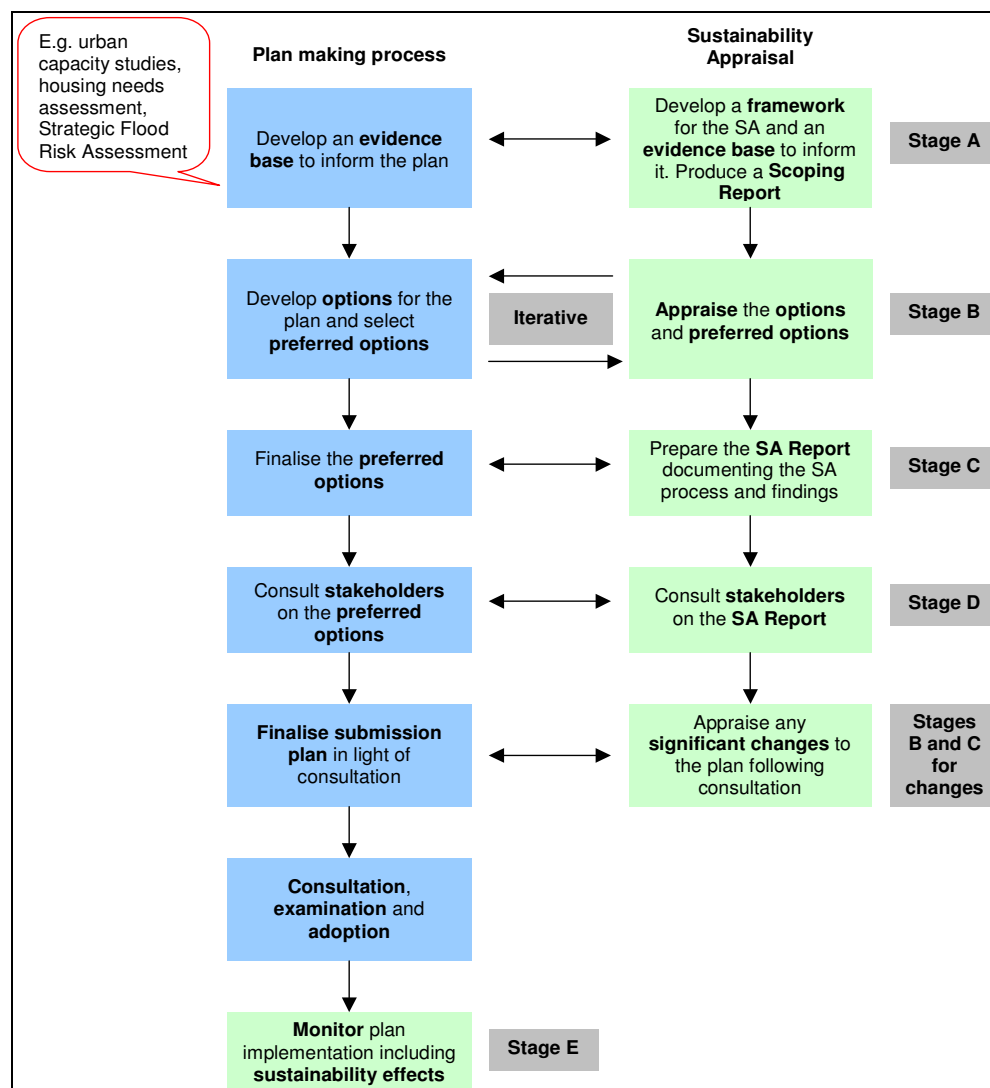 E.g. urban
capacity studies,
housing needs
assessment,
Strategic Flood
Risk Assessment
Plan making process
Sustainability
Appraisal
Develop an evidence
base to inform the plan
Develop a framework
for the SA and an
evidence base to inform
it. Produce a Scoping
Report
Stage A
Develop options for the
plan and select
preferred options
Iterative
Appraise the options
and preferred options
Stage B
Finalise the preferred
options
Prepare the SA Report
documenting the SA
process and findings
Stage C
Consult stakeholders
on the preferred
options
Consult stakeholders
on the SA Report
Stage D
Finalise submission
plan in light of
consultation
Appraise any
significant changes to
the plan following
consultation
Stages
B and C
for
changes
Consultation,
examination and
adoption
Monitor plan
implementation including
sustainability effects
Stage E